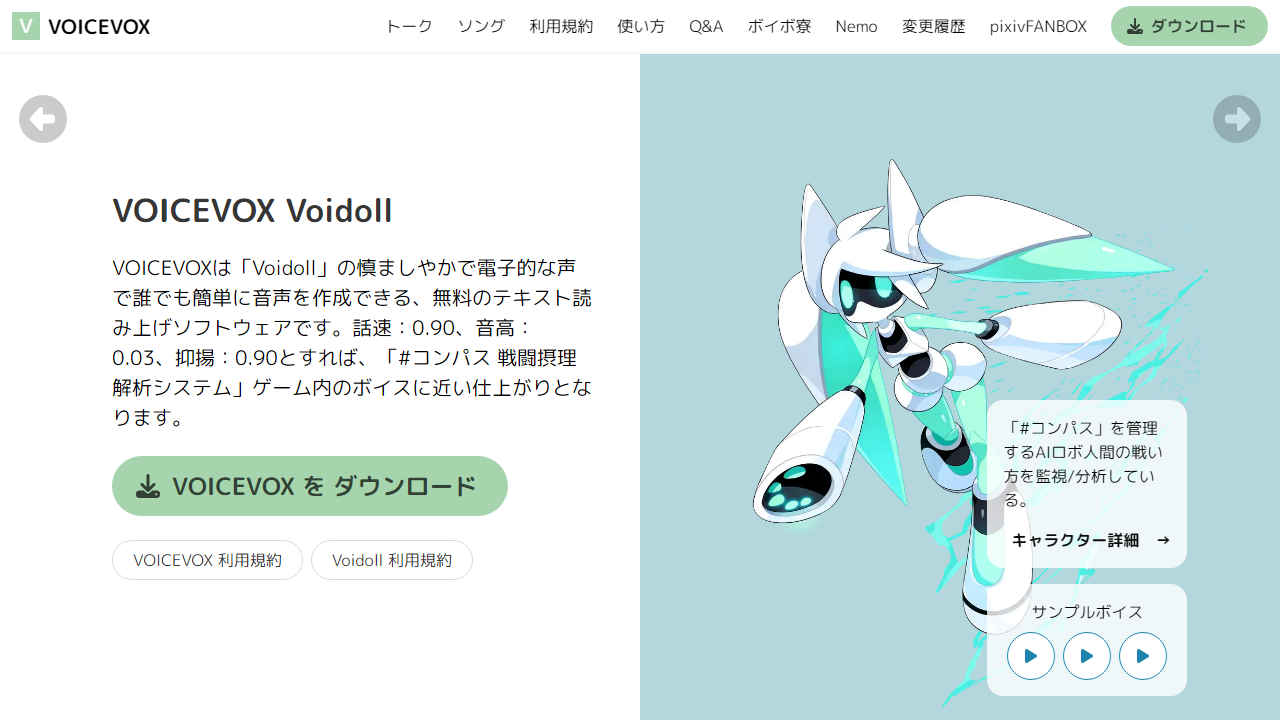 V VOICEVOX
トーク ソング 利用規約 使い方 Q&A ボイボ寮 Nemo 変更履歴 pixivFANBOX ダウンロード
VOICEVOX Voidoll
VOICEVOXは「Voidoll」の慎ましやかで電子的な声
で誰でも簡単に音声を作成できる、無料のテキスト読
み上げソフトウェアです。話速：0.90、音高：
0.03、抑揚：0.90とすれば、「#コンパス 戦闘摂理
解析システム」ゲーム内のボイスに近い仕上がりとな
ります。
VOICEVOX を ダウンロード
VOICEVOX 利用規約 Voidoll 利用規約
「#コンパス」を管理
するAIロボ人間の戦い
方を監視/分析してい
る。
キャラクター詳細 →
サンプルボイス